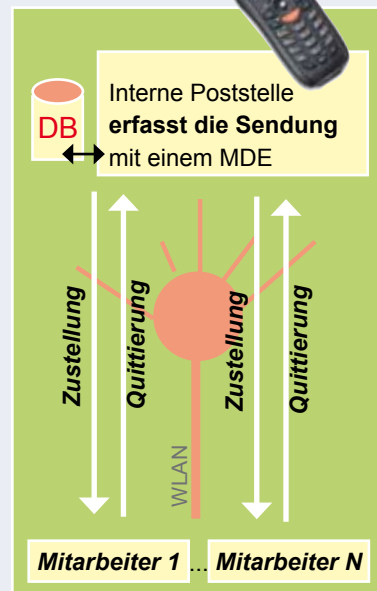 DB
Interne Poststelle
erfasst die Sendung
mit einem MDE
Zustellung
Quittierung
Zustellung
Quittierung
WLAN
Mitarbeiter 1 ... Mitarbeiter N